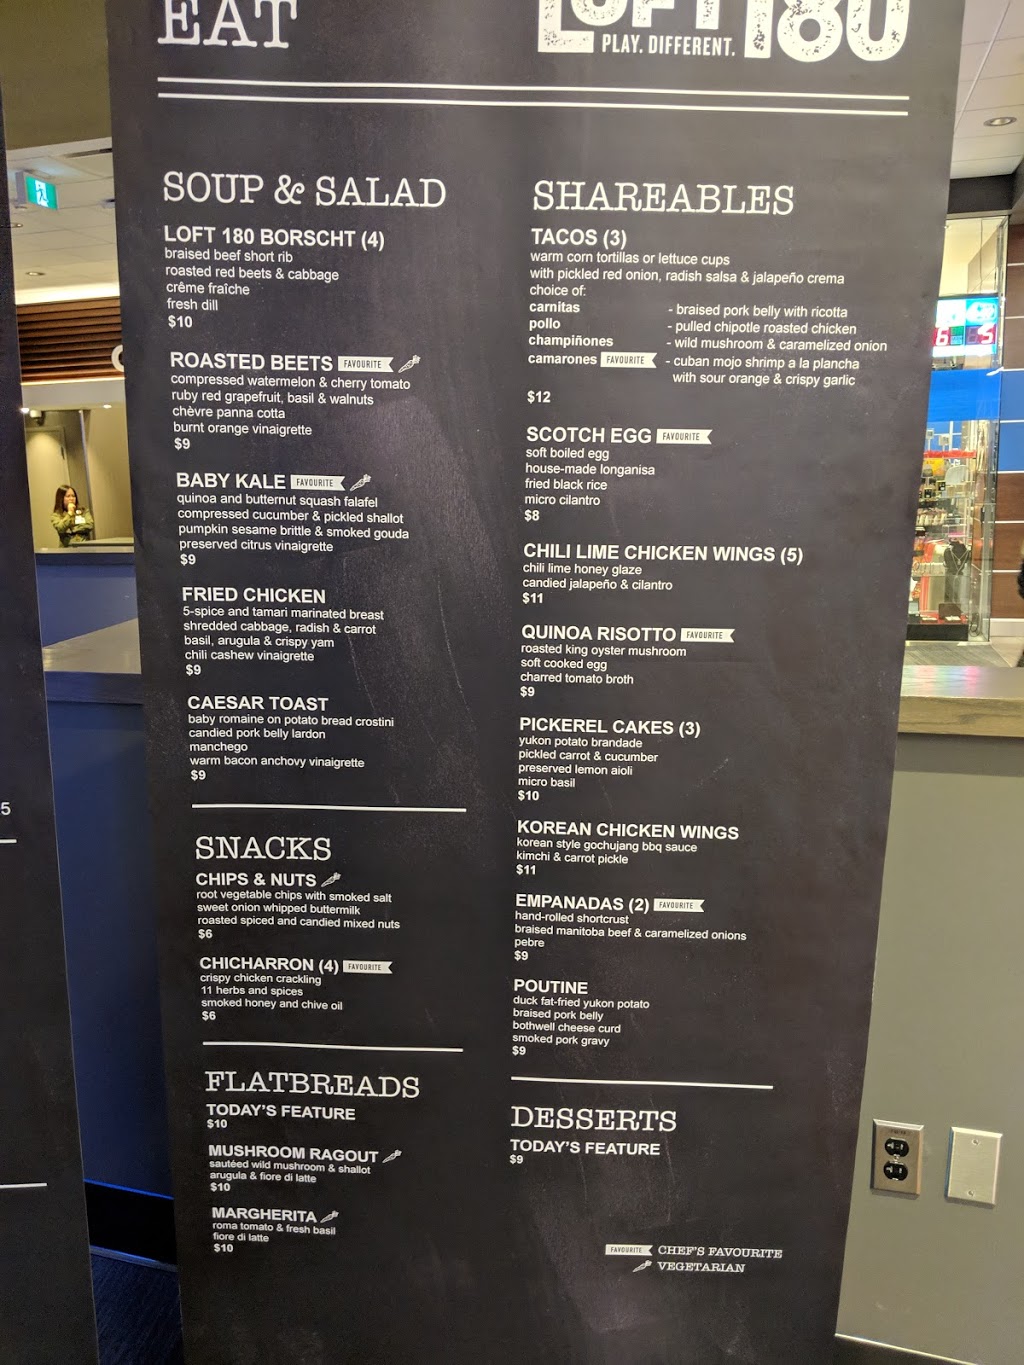 EAT
LOFT 180
PLAY. DIFFERENT.
SOUP & SALAD
LOFT 180 BORSCHT (4)
braised beef short rib
roasted red beets & cabbage
crême fraîche
fresh dill
$10
ROASTED BEETS FAVOURITE
compressed watermelon & cherry tomato
ruby red grapefruit, basil & walnuts
chèvre panna cotta
burnt orange vinaigrette
$9
BABY KALE FAVOURITE
quinoa and butternut squash falafel
compressed cucumber & pickled shallot
pumpkin sesame brittle & smoked gouda
preserved citrus vinaigrette
$9
FRIED CHICKEN
5-spice and tamari marinated breast
shredded cabbage, radish & carrot
basil, arugula & crispy yam
chili cashew vinaigrette
$9
CAESAR TOAST
baby romaine on potato bread crostini
candied pork belly lardon
manchego
warm bacon anchovy vinaigrette
$9
SNACKS
CHIPS & NUTS
root vegetable chips with smoked salt
sweet onion whipped buttermilk
roasted spiced and candied mixed nuts
$6
CHICHARRON (4) FAVOURITE
crispy chicken crackling
11 herbs and spices
smoked honey and chive oil
$6
FLATBREADS
TODAY'S FEATURE
$10
MUSHROOM RAGOUT
sautéed wild mushroom & shallot
arugula & fiore di latte
$10
MARGHERITA
roma tomato & fresh basil
fiore di latte
$10
SHAREABLES
TACOS (3)
warm corn tortillas or lettuce cups
with pickled red onion, radish salsa & jalapeño crema
choice of:
carnitas - braised pork belly with ricotta
pollo - pulled chipotle roasted chicken
champiñones - wild mushroom & caramelized onion
camarones FAVOURITE - cuban mojo shrimp a la plancha
with sour orange & crispy garlic
$12
SCOTCH EGG FAVOURITE
soft boiled egg
house-made longanisa
fried black rice
micro cilantro
$8
CHILI LIME CHICKEN WINGS (5)
chili lime honey glaze
candied jalapeño & cilantro
$11
QUINOA RISOTTO FAVOURITE
roasted king oyster mushroom
soft cooked egg
charred tomato broth
$9
PICKEREL CAKES (3)
yukon potato brandade
pickled carrot & cucumber
preserved lemon aioli
micro basil
$10
KOREAN CHICKEN WINGS
korean style gochujang bbq sauce
kimchi & carrot pickle
$11
EMPANADAS (2) FAVOURITE
hand-rolled shortcrust
braised manitoba beef & caramelized onions
pebre
$9
POUTINE
duck fat-fried yukon potato
braised pork belly
bothwell cheese curd
smoked pork gravy
$9
DESSERTS
TODAY'S FEATURE
$9
FAVOURITE CHEF'S FAVOURITE
VEGETARIAN
5
6 5